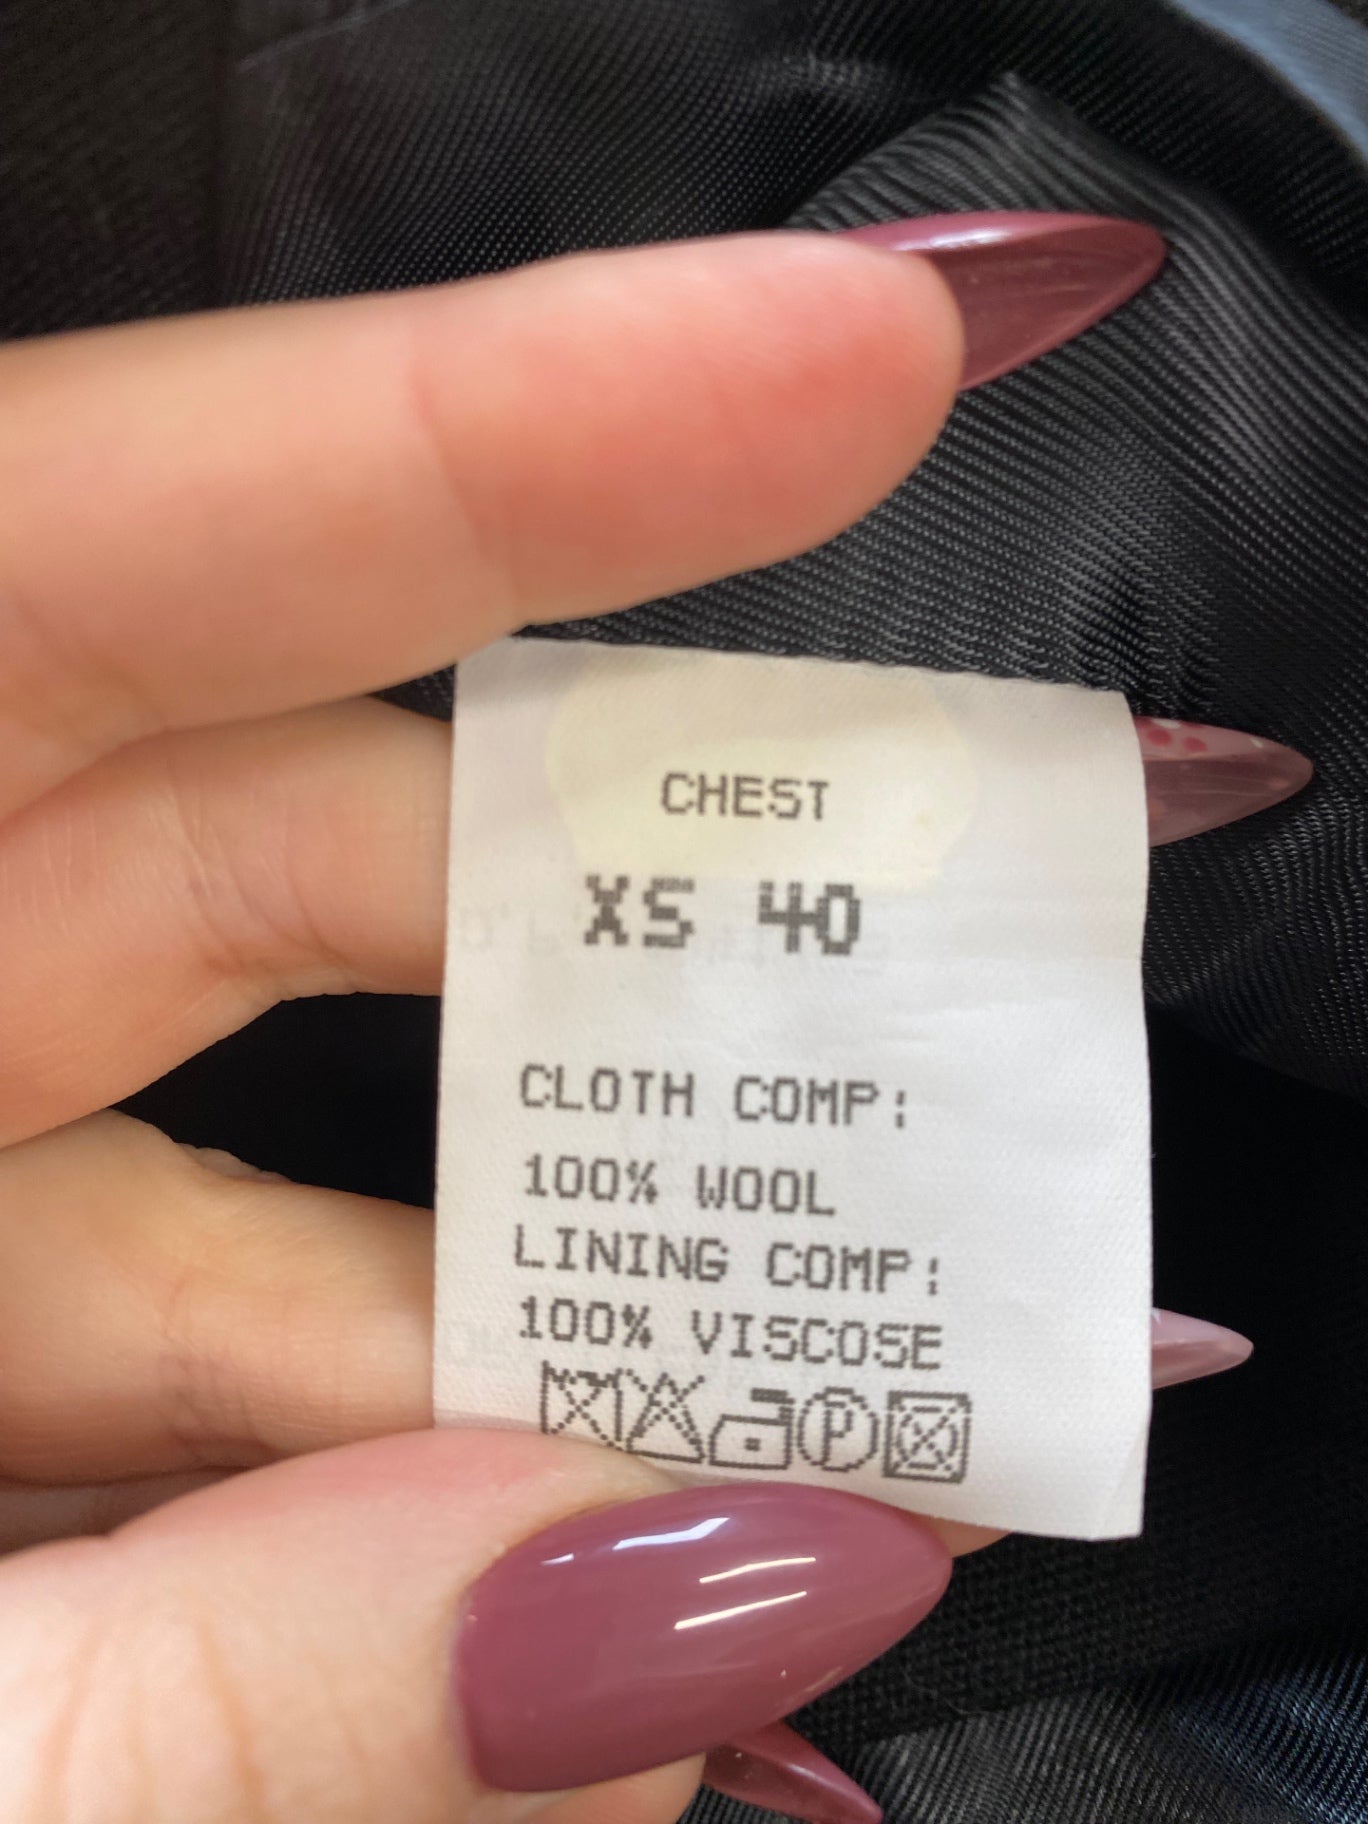 CHEST
XS 40
CLOTH COMP:
100% WOOL
LINING COMP:
100% VISCOSE
P